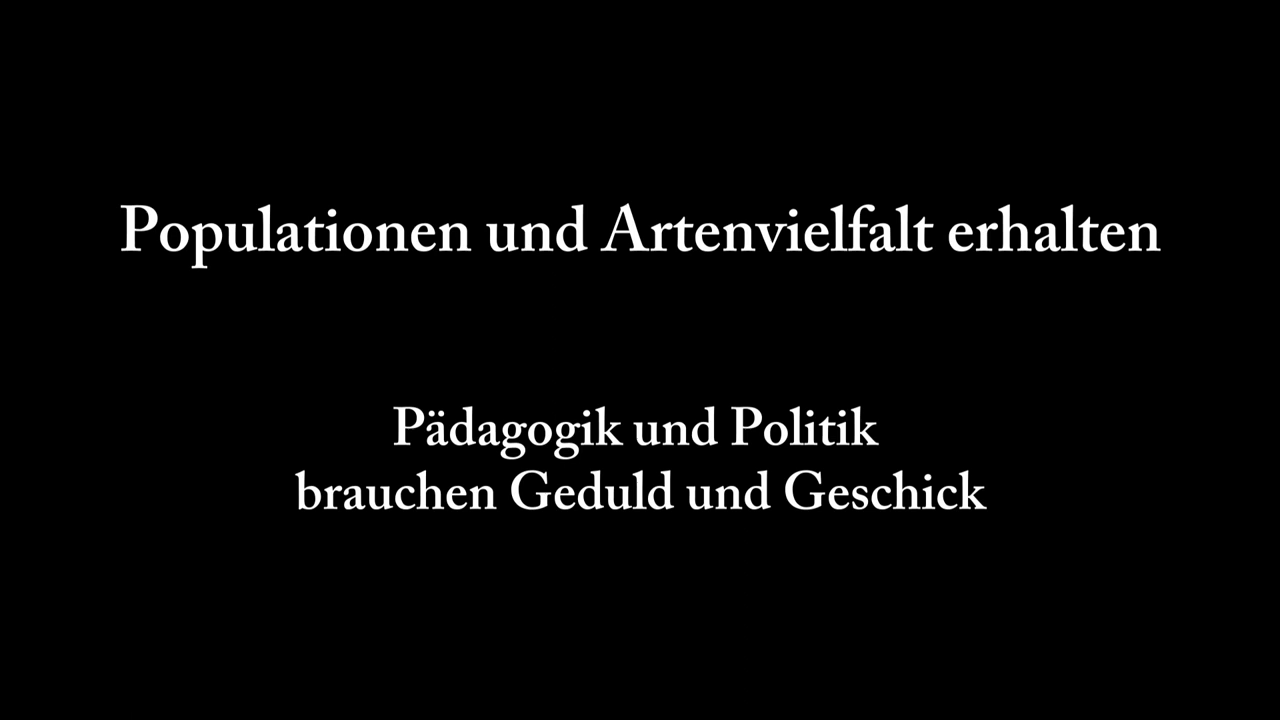 Populationen und Artenvielfalt erhalten
Pädagogik und Politik
brauchen Geduld und Geschick